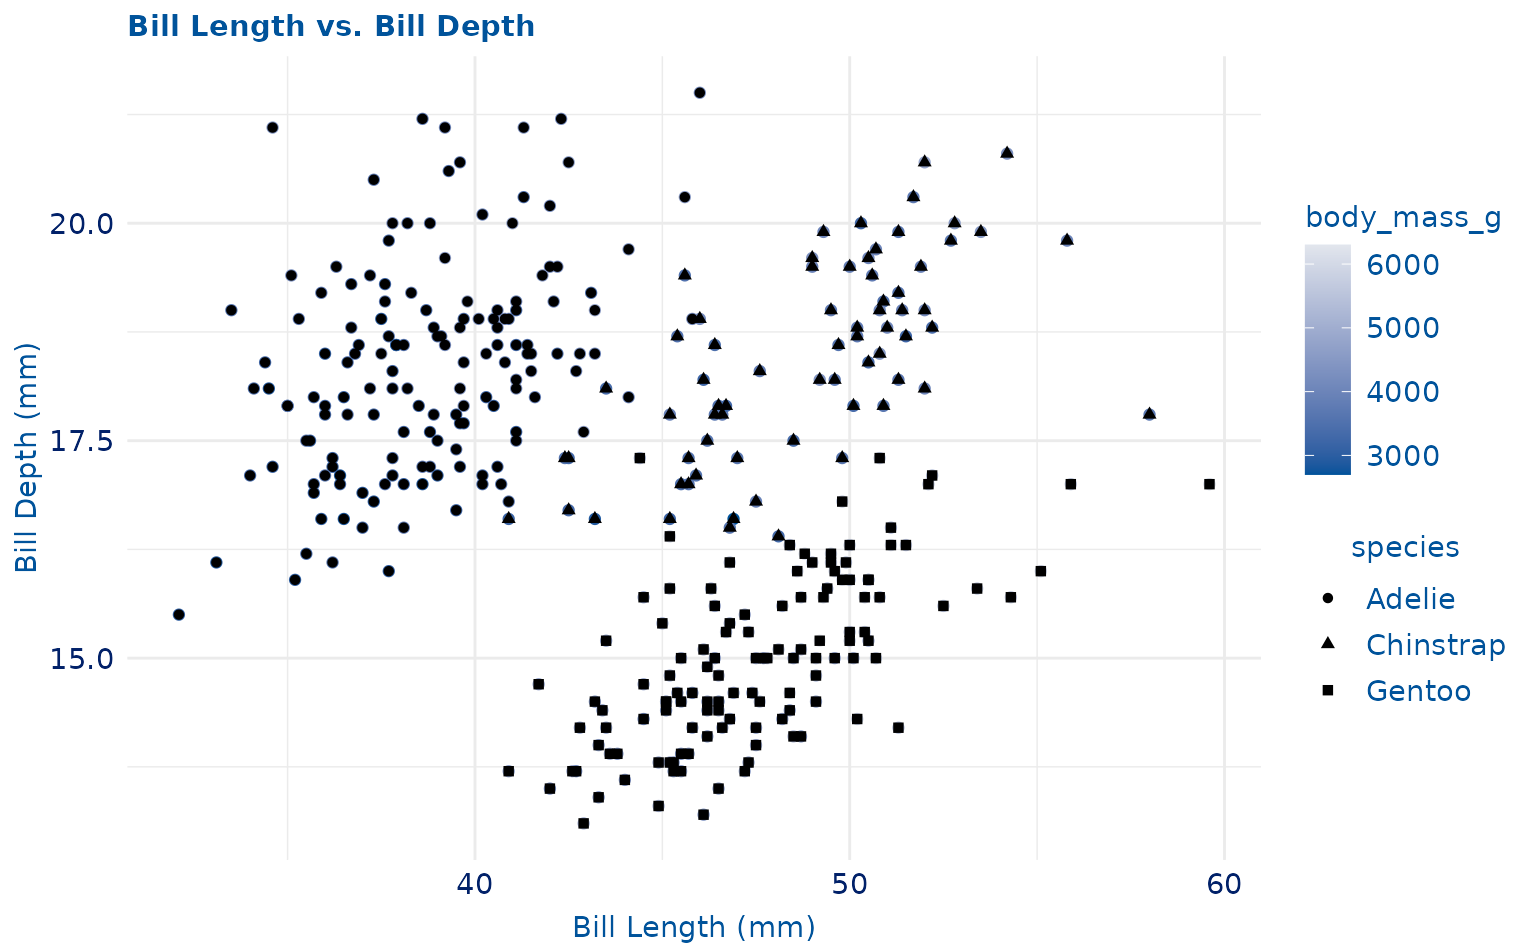 Bill Length vs. Bill Depth
20.0
17.5
15.0
Bill Depth (mm)
40
50
60
Bill Length (mm)
body_mass_g
6000
5000
4000
3000
species
Adelie
Chinstrap
Gentoo